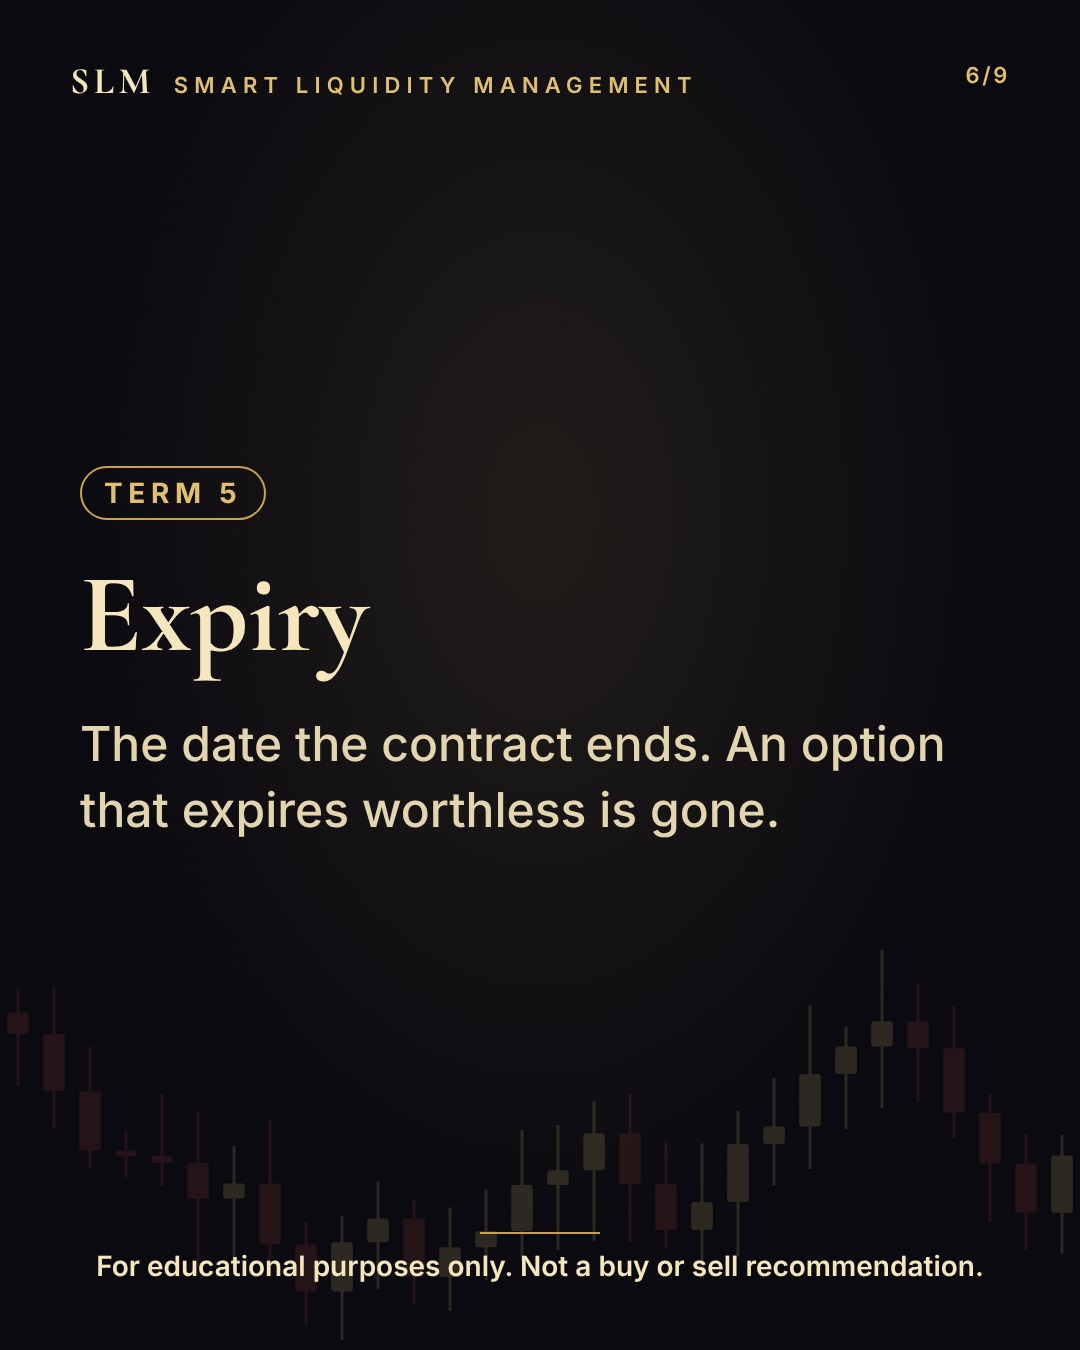 SLM SMART LIQUIDITY MANAGEMENT 6/9
TERM 5
Expiry
The date the contract ends. An option
that expires worthless is gone.
For educational purposes only. Not a buy or sell recommendation.